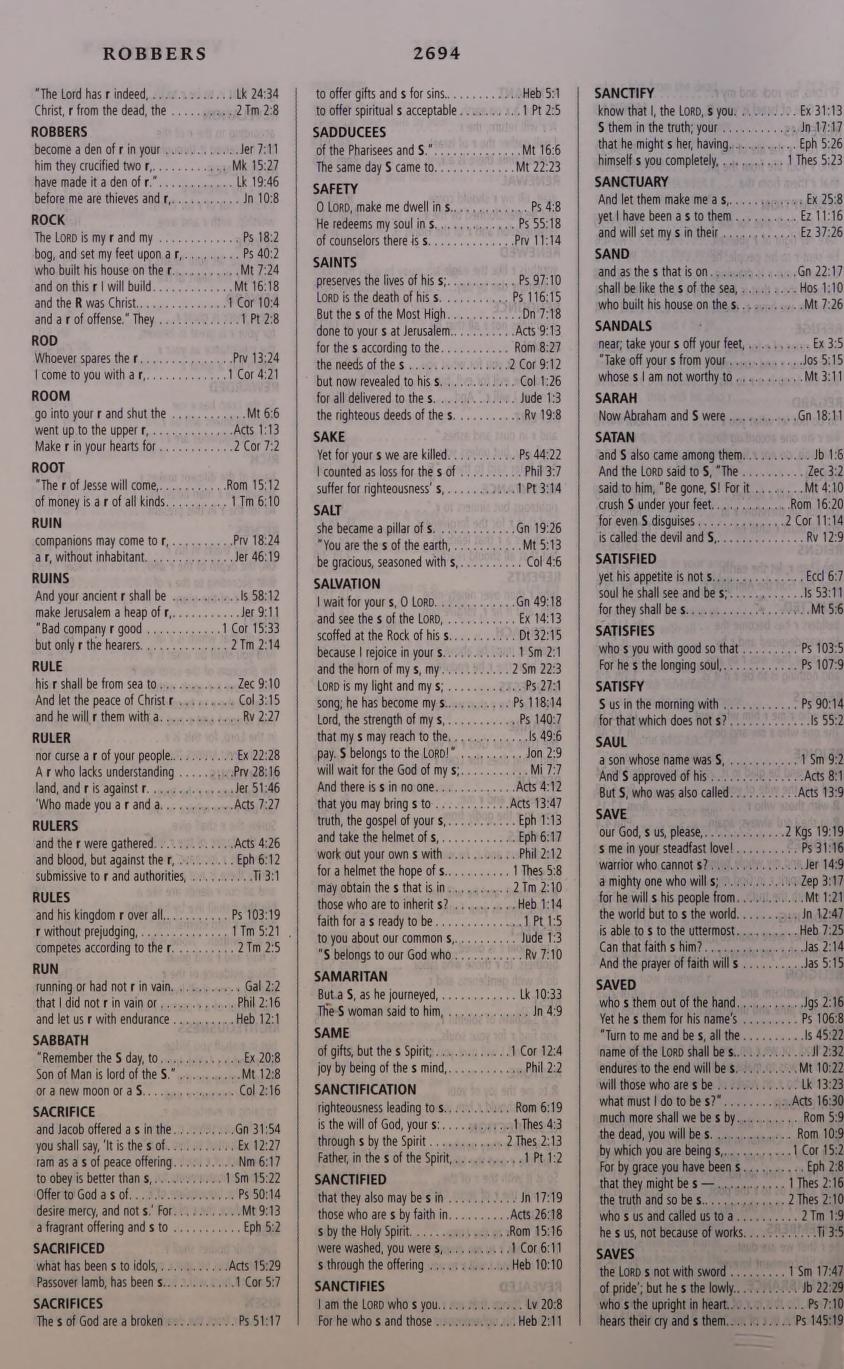 ROBBERS 2694
"The Lord has r indeed, . . . . . . . . . . . . . Lk 24:34
Christ, r from the dead, the . . . . . . . . . . 2 Tm 2:8
ROBBERS
become a den of r in your . . . . . . . . . . . Jer 7:11
him they crucified two r, . . . . . . . . . . . Mk 15:27
have made it a den of r." . . . . . . . . . . . Lk 19:46
before me are thieves and r, . . . . . . . . . . Jn 10:8
ROCK
The LORD is my r and my . . . . . . . . . . . . Ps 18:2
bog, and set my feet upon a r, . . . . . . . . . Ps 40:2
who built his house on the r. . . . . . . . . . Mt 7:24
and on this r I will build. . . . . . . . . . . . Mt 16:18
and the R was Christ. . . . . . . . . . . . . . 1 Cor 10:4
and a r of offense." They . . . . . . . . . . . . 1 Pt 2:8
ROD
Whoever spares the r. . . . . . . . . . . . . . Prv 13:24
I come to you with a r, . . . . . . . . . . . . 1 Cor 4:21
ROOM
go into your r and shut the . . . . . . . . . . . Mt 6:6
went up to the upper r, . . . . . . . . . . . . Acts 1:13
Make r in your hearts for . . . . . . . . . . . 2 Cor 7:2
ROOT
"The r of Jesse will come, . . . . . . . . . . Rom 15:12
of money is a r of all kinds. . . . . . . . . . 1 Tm 6:10
RUIN
companions may come to r, . . . . . . . . . . Prv 18:24
a r, without inhabitant. . . . . . . . . . . . . Jer 46:19
RUINS
And your ancient r shall be . . . . . . . . . . . Is 58:12
make Jerusalem a heap of r, . . . . . . . . . . Jer 9:11
"Bad company r good . . . . . . . . . . . 1 Cor 15:33
but only r the hearers. . . . . . . . . . . . . 2 Tm 2:14
RULE
his r shall be from sea to . . . . . . . . . . . Zec 9:10
And let the peace of Christ r . . . . . . . . . Col 3:15
and he will r them with a. . . . . . . . . . . . Rv 2:27
RULER
nor curse a r of your people. . . . . . . . . . Ex 22:28
A r who lacks understanding . . . . . . . . . Prv 28:16
land, and r is against r. . . . . . . . . . . . . Jer 51:46
'Who made you a r and a. . . . . . . . . . . . Acts 7:27
RULERS
and the r were gathered. . . . . . . . . . . . Acts 4:26
and blood, but against the r, . . . . . . . . . Eph 6:12
submissive to r and authorities, . . . . . . . . . Ti 3:1
RULES
and his kingdom r over all. . . . . . . . . . . Ps 103:19
r without prejudging, . . . . . . . . . . . . . 1 Tm 5:21
competes according to the r. . . . . . . . . . 2 Tm 2:5
RUN
running or had not r in vain. . . . . . . . . . . Gal 2:2
that I did not r in vain or . . . . . . . . . . . Phil 2:16
and let us r with endurance . . . . . . . . . . Heb 12:1
SABBATH
"Remember the S day, to . . . . . . . . . . . . Ex 20:8
Son of Man is lord of the S." . . . . . . . . . . Mt 12:8
or a new moon or a S. . . . . . . . . . . . . . Col 2:16
SACRIFICE
and Jacob offered a s in the . . . . . . . . . . Gn 31:54
you shall say, 'It is the s of. . . . . . . . . . . Ex 12:27
ram as a s of peace offering. . . . . . . . . . Nm 6:17
to obey is better than s, . . . . . . . . . . . 1 Sm 15:22
Offer to God a s of. . . . . . . . . . . . . . . Ps 50:14
desire mercy, and not s.' For . . . . . . . . . . Mt 9:13
a fragrant offering and s to . . . . . . . . . . Eph 5:2
SACRIFICED
what has been s to idols, . . . . . . . . . . . Acts 15:29
Passover lamb, has been s. . . . . . . . . . . . 1 Cor 5:7
SACRIFICES
The s of God are a broken . . . . . . . . . . . Ps 51:17
to offer gifts and s for sins. . . . . . . . . . . Heb 5:1
to offer spiritual s acceptable . . . . . . . . . 1 Pt 2:5
SADDUCEES
of the Pharisees and S." . . . . . . . . . . . . . Mt 16:6
The same day S came to. . . . . . . . . . . . Mt 22:23
SAFETY
O LORD, make me dwell in s. . . . . . . . . . . . Ps 4:8
He redeems my soul in s. . . . . . . . . . . . Ps 55:18
of counselors there is s. . . . . . . . . . . . . Prv 11:14
SAINTS
preserves the lives of his s; . . . . . . . . . . . Ps 97:10
LORD is the death of his s. . . . . . . . . . . Ps 116:15
But the s of the Most High. . . . . . . . . . . Dn 7:18
done to your s at Jerusalem. . . . . . . . . . Acts 9:13
for the s according to the. . . . . . . . . . . Rom 8:27
the needs of the s . . . . . . . . . . . . . . 2 Cor 9:12
but now revealed to his s. . . . . . . . . . . . Col 1:26
for all delivered to the s. . . . . . . . . . . . Jude 1:3
the righteous deeds of the s. . . . . . . . . . . Rv 19:8
SAKE
Yet for your s we are killed. . . . . . . . . . . Ps 44:22
I counted as loss for the s of . . . . . . . . . . Phil 3:7
suffer for righteousness' s, . . . . . . . . . . 1 Pt 3:14
SALT
she became a pillar of s. . . . . . . . . . . . . Gn 19:26
"You are the s of the earth, . . . . . . . . . . . Mt 5:13
be gracious, seasoned with s, . . . . . . . . . . Col 4:6
SALVATION
I wait for your s, O LORD. . . . . . . . . . . . Gn 49:18
and see the s of the LORD, . . . . . . . . . . . Ex 14:13
scoffed at the Rock of his s. . . . . . . . . . . Dt 32:15
because I rejoice in your s. . . . . . . . . . . . 1 Sm 2:1
and the horn of my s, my . . . . . . . . . . . 2 Sm 22:3
LORD is my light and my s; . . . . . . . . . . . Ps 27:1
song; he has become my s. . . . . . . . . . . Ps 118:14
Lord, the strength of my s, . . . . . . . . . . . Ps 140:7
that my s may reach to the. . . . . . . . . . . . Is 49:6
pay. S belongs to the LORD!" . . . . . . . . . . Jon 2:9
will wait for the God of my s; . . . . . . . . . . Mi 7:7
And there is s in no one. . . . . . . . . . . . Acts 4:12
that you may bring s to . . . . . . . . . . . Acts 13:47
truth, the gospel of your s, . . . . . . . . . . Eph 1:13
and take the helmet of s, . . . . . . . . . . . Eph 6:17
work out your own s with . . . . . . . . . . Phil 2:12
for a helmet the hope of s. . . . . . . . . . . 1 Thes 5:8
may obtain the s that is in . . . . . . . . . . 2 Tm 2:10
those who are to inherit s? . . . . . . . . . . Heb 1:14
faith for a s ready to be . . . . . . . . . . . . . 1 Pt 1:5
to you about our common s, . . . . . . . . . . Jude 1:3
"S belongs to our God who . . . . . . . . . . Rv 7:10
SAMARITAN
But a S, as he journeyed, . . . . . . . . . . . . Lk 10:33
The S woman said to him, . . . . . . . . . . . . Jn 4:9
SAME
of gifts, but the s Spirit; . . . . . . . . . . . . 1 Cor 12:4
joy by being of the s mind, . . . . . . . . . . . Phil 2:2
SANCTIFICATION
righteousness leading to s. . . . . . . . . . . Rom 6:19
is the will of God, your s: . . . . . . . . . . . 1 Thes 4:3
through s by the Spirit . . . . . . . . . . . . 2 Thes 2:13
Father, in the s of the Spirit, . . . . . . . . . . . 1 Pt 1:2
SANCTIFIED
that they also may be s in . . . . . . . . . . . Jn 17:19
those who are s by faith in. . . . . . . . . . Acts 26:18
s by the Holy Spirit. . . . . . . . . . . . . . . Rom 15:16
were washed, you were s, . . . . . . . . . . . 1 Cor 6:11
s through the offering . . . . . . . . . . . . . Heb 10:10
SANCTIFIES
I am the LORD who s you. . . . . . . . . . . . . Lv 20:8
For he who s and those . . . . . . . . . . . . . Heb 2:11
SANCTIFY
know that I, the LORD, s you. . . . . . . . . . Ex 31:13
S them in the truth; your . . . . . . . . . . . Jn 17:17
that he might s her, having. . . . . . . . . . . Eph 5:26
himself s you completely, . . . . . . . . . . . 1 Thes 5:23
SANCTUARY
And let them make me a s, . . . . . . . . . . . . Ex 25:8
yet I have been a s to them . . . . . . . . . . Ez 11:16
and will set my s in their . . . . . . . . . . . . Ez 37:26
SAND
and as the s that is on . . . . . . . . . . . . . Gn 22:17
shall be like the s of the sea, . . . . . . . . . Hos 1:10
who built his house on the s. . . . . . . . . . Mt 7:26
SANDALS
near; take your s off your feet, . . . . . . . . . . Ex 3:5
"Take off your s from your . . . . . . . . . . . Jos 5:15
whose s I am not worthy to . . . . . . . . . . . Mt 3:11
SARAH
Now Abraham and S were . . . . . . . . . . . Gn 18:11
SATAN
and S also came among them. . . . . . . . . . . Jb 1:6
And the LORD said to S, "The . . . . . . . . . . Zec 3:2
said to him, "Be gone, S! For it . . . . . . . . Mt 4:10
crush S under your feet. . . . . . . . . . . . Rom 16:20
for even S disguises . . . . . . . . . . . . . 2 Cor 11:14
is called the devil and S, . . . . . . . . . . . . . Rv 12:9
SATISFIED
yet his appetite is not s. . . . . . . . . . . . . . Eccl 6:7
soul he shall see and be s; . . . . . . . . . . . Is 53:11
for they shall be s. . . . . . . . . . . . . . . . . Mt 5:6
SATISFIES
who s you with good so that . . . . . . . . . Ps 103:5
For he s the longing soul, . . . . . . . . . . . Ps 107:9
SATISFY
S us in the morning with . . . . . . . . . . . . Ps 90:14
for that which does not s? . . . . . . . . . . . . Is 55:2
SAUL
a son whose name was S, . . . . . . . . . . . 1 Sm 9:2
And S approved of his . . . . . . . . . . . . . Acts 8:1
But S, who was also called. . . . . . . . . . . Acts 13:9
SAVE
our God, s us, please, . . . . . . . . . . . . 2 Kgs 19:19
s me in your steadfast love! . . . . . . . . . . Ps 31:16
warrior who cannot s? . . . . . . . . . . . . . . Jer 14:9
a mighty one who will s; . . . . . . . . . . . . Zep 3:17
for he will s his people from . . . . . . . . . . Mt 1:21
the world but to s the world. . . . . . . . . . Jn 12:47
is able to s to the uttermost. . . . . . . . . . Heb 7:25
Can that faith s him? . . . . . . . . . . . . . . Jas 2:14
And the prayer of faith will s . . . . . . . . . . Jas 5:15
SAVED
who s them out of the hand. . . . . . . . . . . Jgs 2:16
Yet he s them for his name's . . . . . . . . . . Ps 106:8
"Turn to me and be s, all the . . . . . . . . . . Is 45:22
name of the LORD shall be s. . . . . . . . . . . Jl 2:32
endures to the end will be s. . . . . . . . . . Mt 10:22
will those who are s be . . . . . . . . . . . . Lk 13:23
what must I do to be s?" . . . . . . . . . . . Acts 16:30
much more shall we be s by . . . . . . . . . . . Rom 5:9
the dead, you will be s. . . . . . . . . . . . . Rom 10:9
by which you are being s, . . . . . . . . . . . 1 Cor 15:2
For by grace you have been s . . . . . . . . . . Eph 2:8
that they might be s — . . . . . . . . . . . 1 Thes 2:16
the truth and so be s. . . . . . . . . . . . . 2 Thes 2:10
who s us and called us to a . . . . . . . . . . 2 Tm 1:9
he s us, not because of works. . . . . . . . . . . Ti 3:5
SAVES
the LORD s not with sword . . . . . . . . . 1 Sm 17:47
of pride'; but he s the lowly. . . . . . . . . . . Jb 22:29
who s the upright in heart. . . . . . . . . . . . Ps 7:10
hears their cry and s them. . . . . . . . . . . Ps 145:19